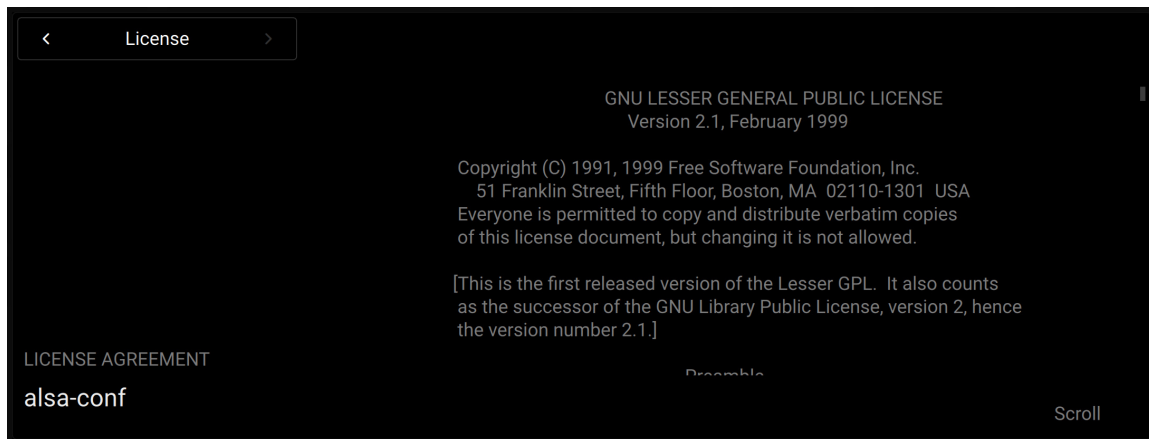 License
GNU LESSER GENERAL PUBLIC LICENSE
Version 2.1, February 1999
Copyright (C) 1991, 1999 Free Software Foundation, Inc.
51 Franklin Street, Fifth Floor, Boston, MA  02110-1301  USA
Everyone is permitted to copy and distribute verbatim copies
of this license document, but changing it is not allowed.
[This is the first released version of the Lesser GPL.  It also counts
as the successor of the GNU Library Public License, version 2, hence
the version number 2.1.]
Preamble
LICENSE AGREEMENT
alsa-conf
Scroll